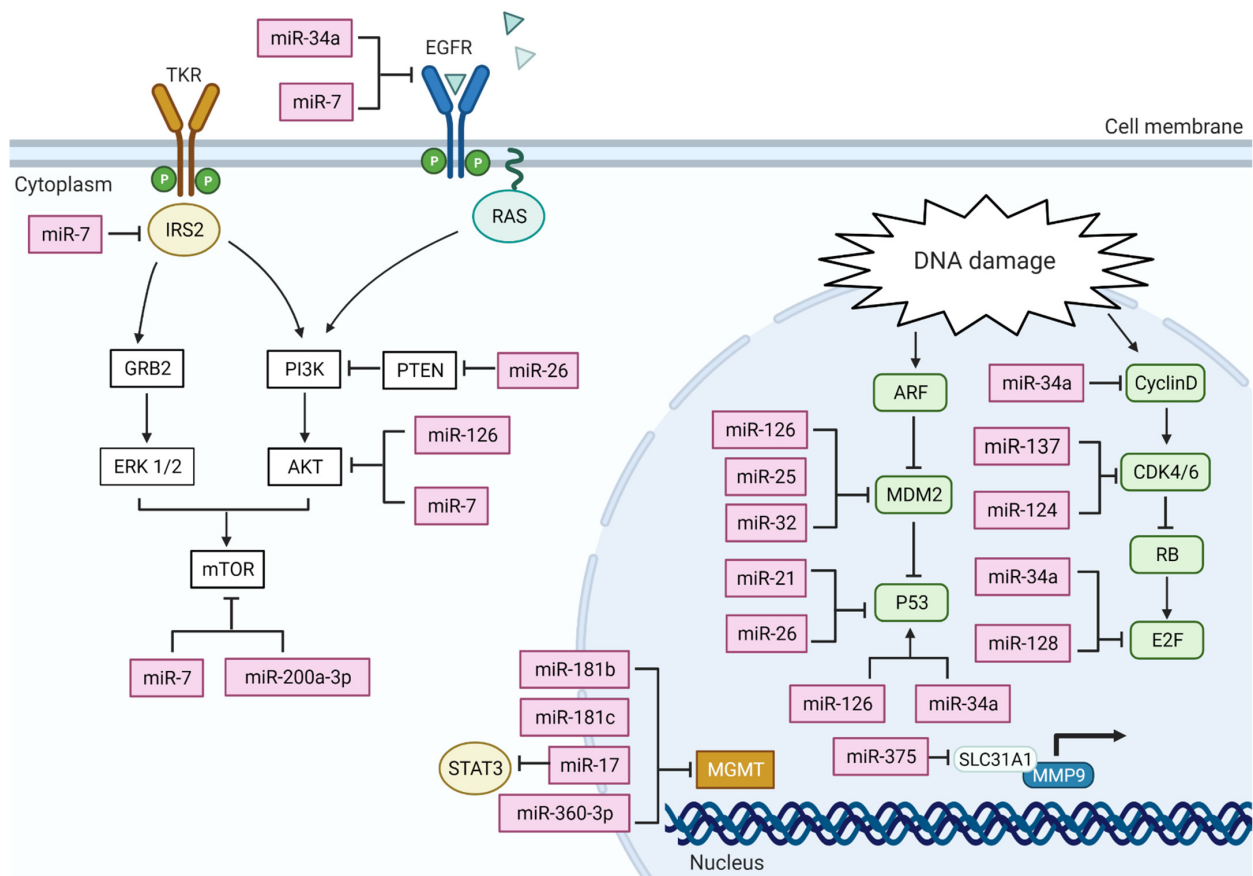 miR-34a
EGFR
TKR
miR-7
Cell membrane
P
P
P
P
Cytoplasm
miR-7
IRS2
RAS
DNA damage
GRB2
PI3K
PTEN
miR-26
miR-34a
CyclinD
ARF
miR-126
miR-126
miR-137
ERK 1/2
AKT
miR-25
CDK4/6
MDM2
miR-7
miR-32
miR-124
RB
mTOR
miR-21
miR-34a
P53
miR-26
miR-128
E2F
miR-7
miR-200a-3p
miR-181b
miR-126
miR-34a
miR-181c
miR-375
SLC31A1
STAT3
miR-17
MGMT
MMP9
miR-360-3p
Nucleus